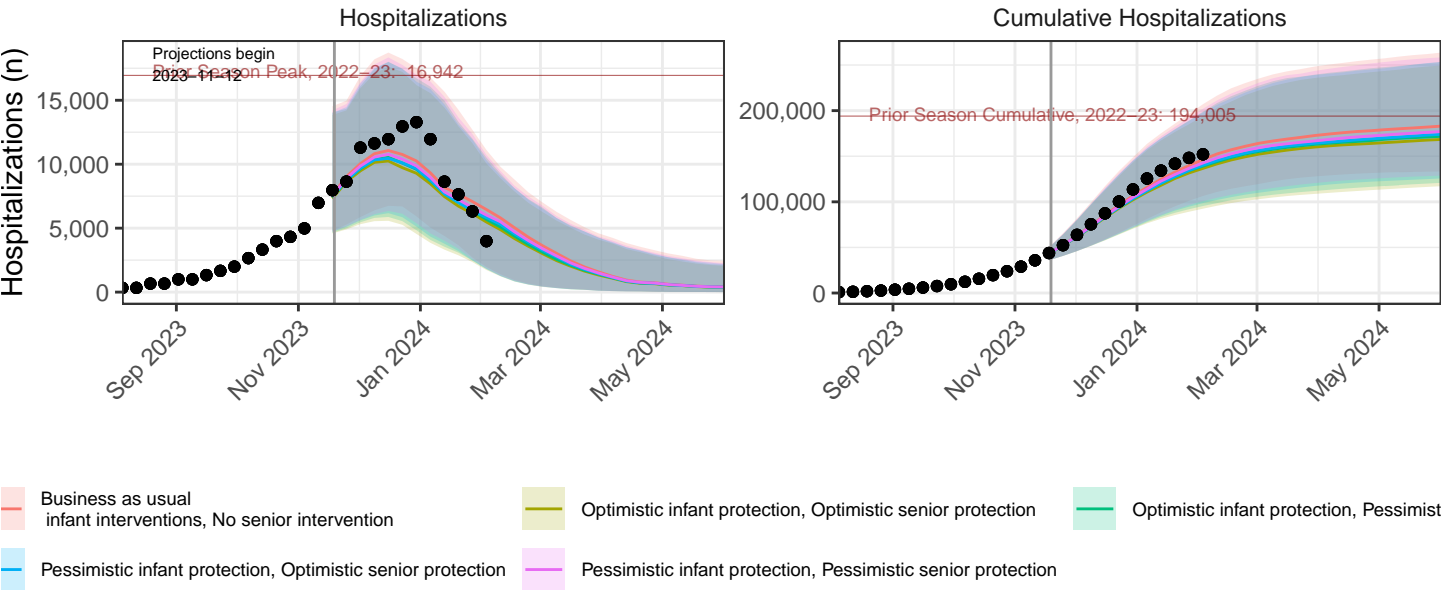 Hospitalizations
Cumulative Hospitalizations
Hospitalizations (n)
Projections begin
2023−11−12
Prior Season Peak, 2022−23: 16,942
15,000
10,000
5,000
0
Sep 2023
Nov 2023
Jan 2024
Mar 2024
May 2024
Prior Season Cumulative, 2022−23: 194,005
200,000
100,000
0
Sep 2023
Nov 2023
Jan 2024
Mar 2024
May 2024
Business as usual
infant interventions, No senior intervention
Optimistic infant protection, Optimistic senior protection
Optimistic infant protection, Pessimist
Pessimistic infant protection, Optimistic senior protection
Pessimistic infant protection, Pessimistic senior protection